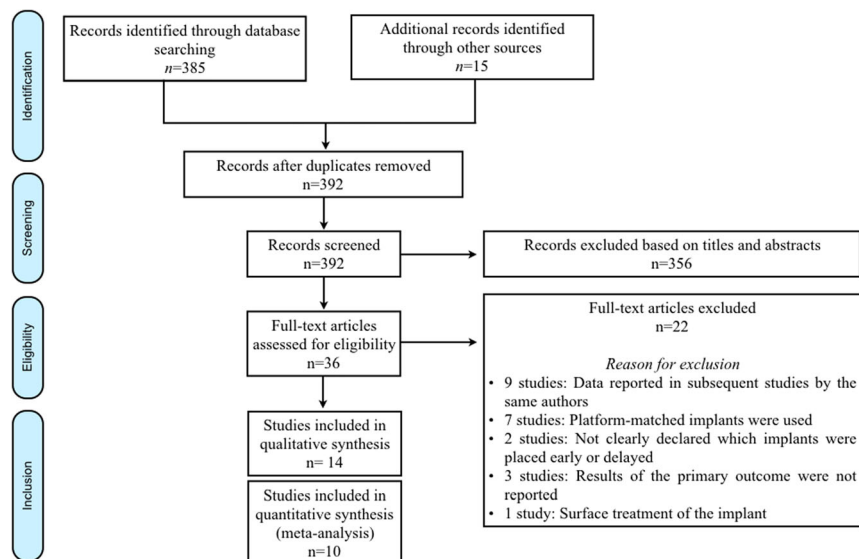 Identification
Records identified through database
searching
n=385
Additional records identified
through other sources
n=15
Records after duplicates removed
n=392
Screening
Records screened
n=392
Records excluded based on titles and abstracts
n=356
Eligibility
Full-text articles
assessed for eligibility
n=36
Full-text articles excluded
n=22
Reason for exclusion
• 9 studies: Data reported in subsequent studies by the
same authors
• 7 studies: Platform-matched implants were used
• 2 studies: Not clearly declared which implants were
placed early or delayed
• 3 studies: Results of the primary outcome were not
reported
• 1 study: Surface treatment of the implant
Inclusion
Studies included in
qualitative synthesis
n= 14
Studies included in
quantitative synthesis
(meta-analysis)
n=10